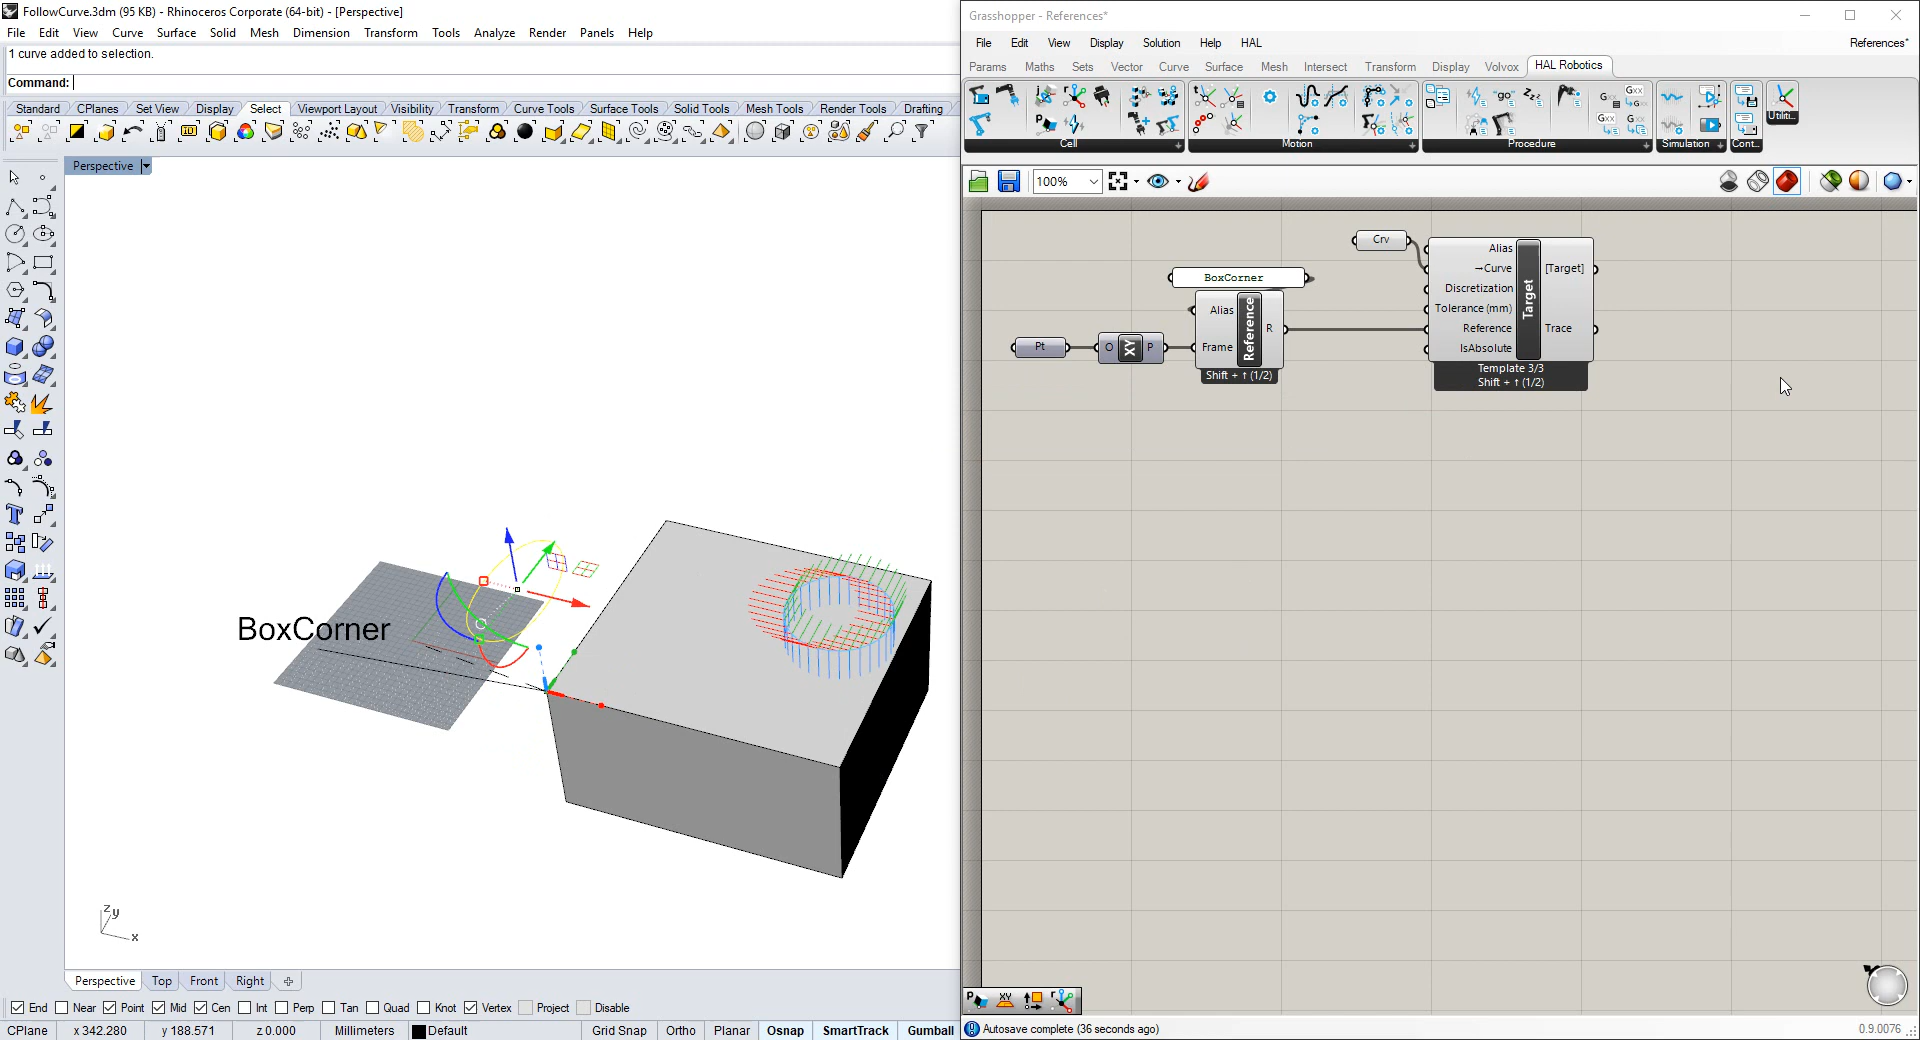 FollowCurve.3dm (95 KB) - Rhinoceros Corporate (64-bit) - [Perspective]
File Edit View Curve Surface Solid Mesh Dimension Transform Tools Analyze Render Panels Help
1 curve added to selection.
Command:
Standard CPlanes Set View Display Select Viewport Layout Visibility Transform Curve Tools Surface Tools Solid Tools Mesh Tools Render Tools Drafting
Perspective
BoxCorner
z y
x
Perspective Top Front Right
End Near Point Mid Cen Int Perp Tan Quad Knot Vertex Project Disable
CPlane x 342.280 y 188.571 z 0.000 Millimeters Default Grid Snap Ortho Planar Osnap SmartTrack Gumball
Grasshopper - References*
File Edit View Display Solution Help HAL References*
Params Maths Sets Vector Curve Surface Mesh Intersect Transform Display Volvox HAL Robotics
Cell Motion Procedure Simulation Cont... Utiliti...
100%
Crv
BoxCorner
Pt
O XY P
Alias
Frame
Reference
R
Shift + ↑ (1/2)
Alias
→Curve
Discretization
Tolerance (mm)
Reference
IsAbsolute
Target
[Target]
Trace
Template 3/3
Shift + ↑ (1/2)
Autosave complete (36 seconds ago)
0.9.0076